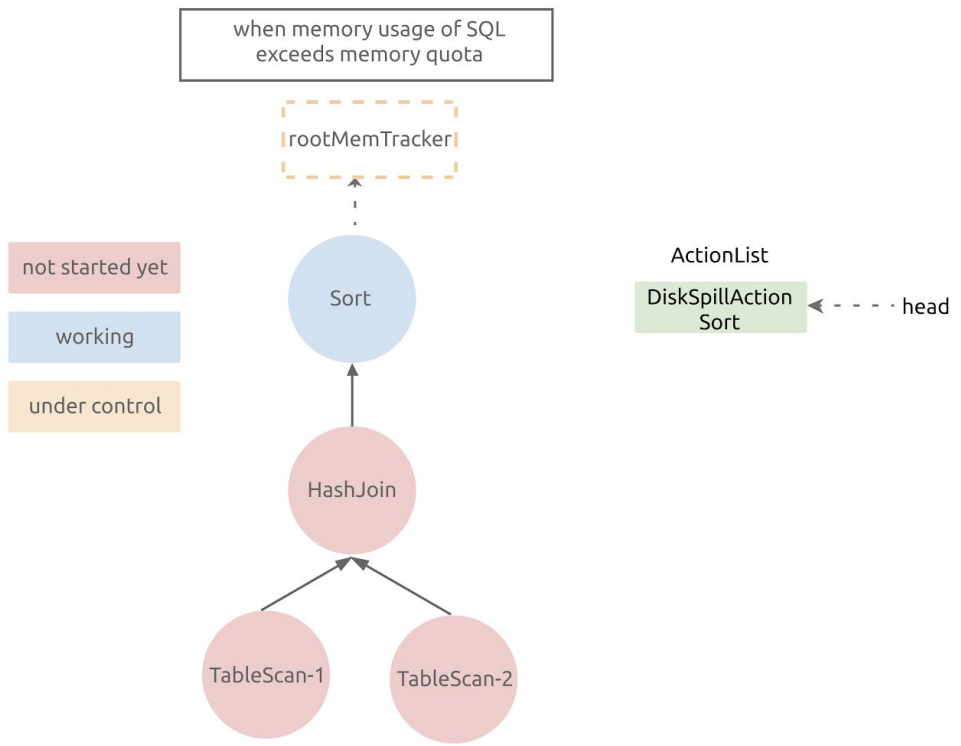 when memory usage of SQL
exceeds memory quota
rootMemTracker
not started yet
working
under control
Sort
HashJoin
TableScan-1
TableScan-2
ActionList
DiskSpillAction
Sort
head